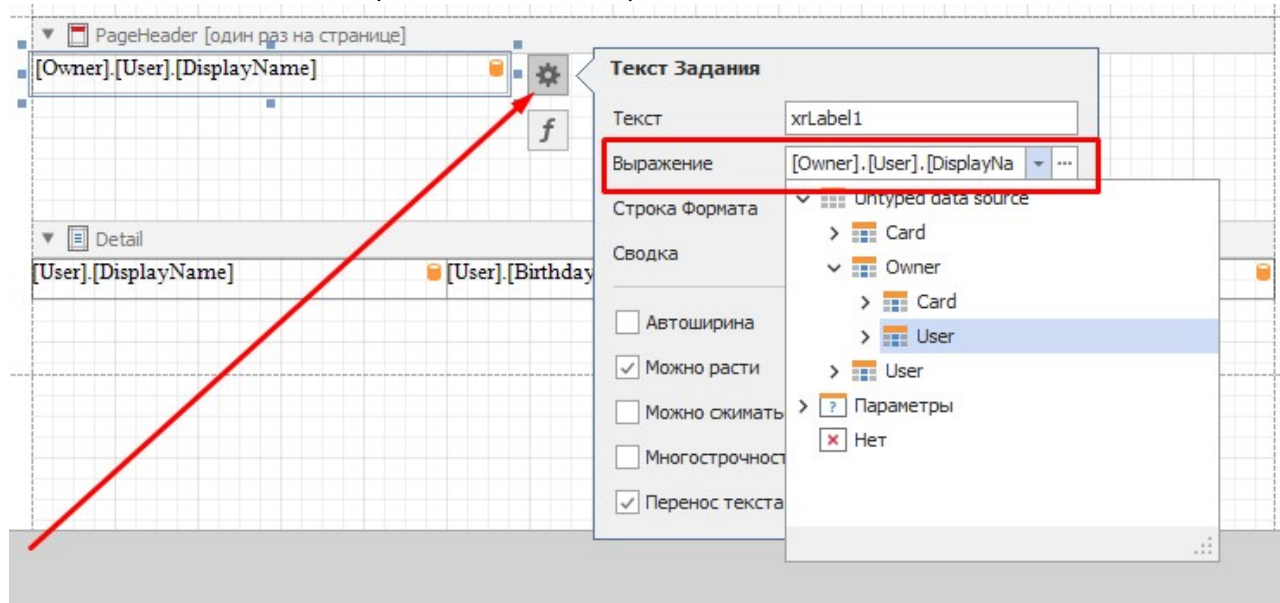 PageHeader [один раз на странице]
[Owner].[User].[DisplayName]
f
Текст Задания
Текст
xrLabel1
Выражение
[Owner].[User].[DisplayNa
Строка Формата
Untyped data source
Detail
Card
Сводка
Owner
[User].[DisplayName]
[User].[Birthday
Card
Автоширина
User
Можно расти
User
Можно сжимать
Параметры
Нет
Многострочност
Перенос текста